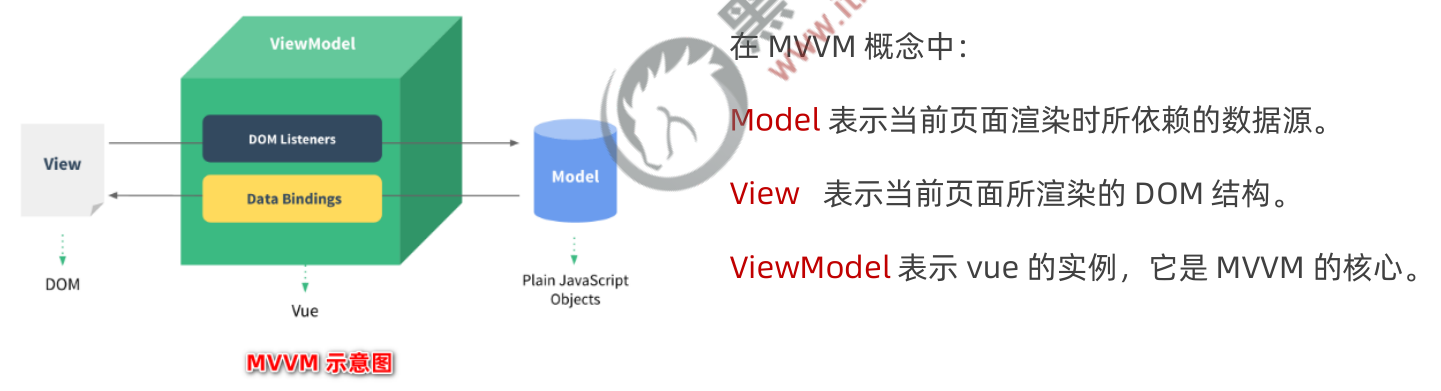 ViewModel
DOM Listeners
View
Model
Data Bindings
DOM
Plain JavaScript
Objects
Vue
MVVM 示意图
黑
www.it
在 MVVM 概念中：
Model 表示当前页面渲染时所依赖的数据源。
View 表示当前页面所渲染的 DOM 结构。
ViewModel 表示 vue 的实例，它是 MVVM 的核心。